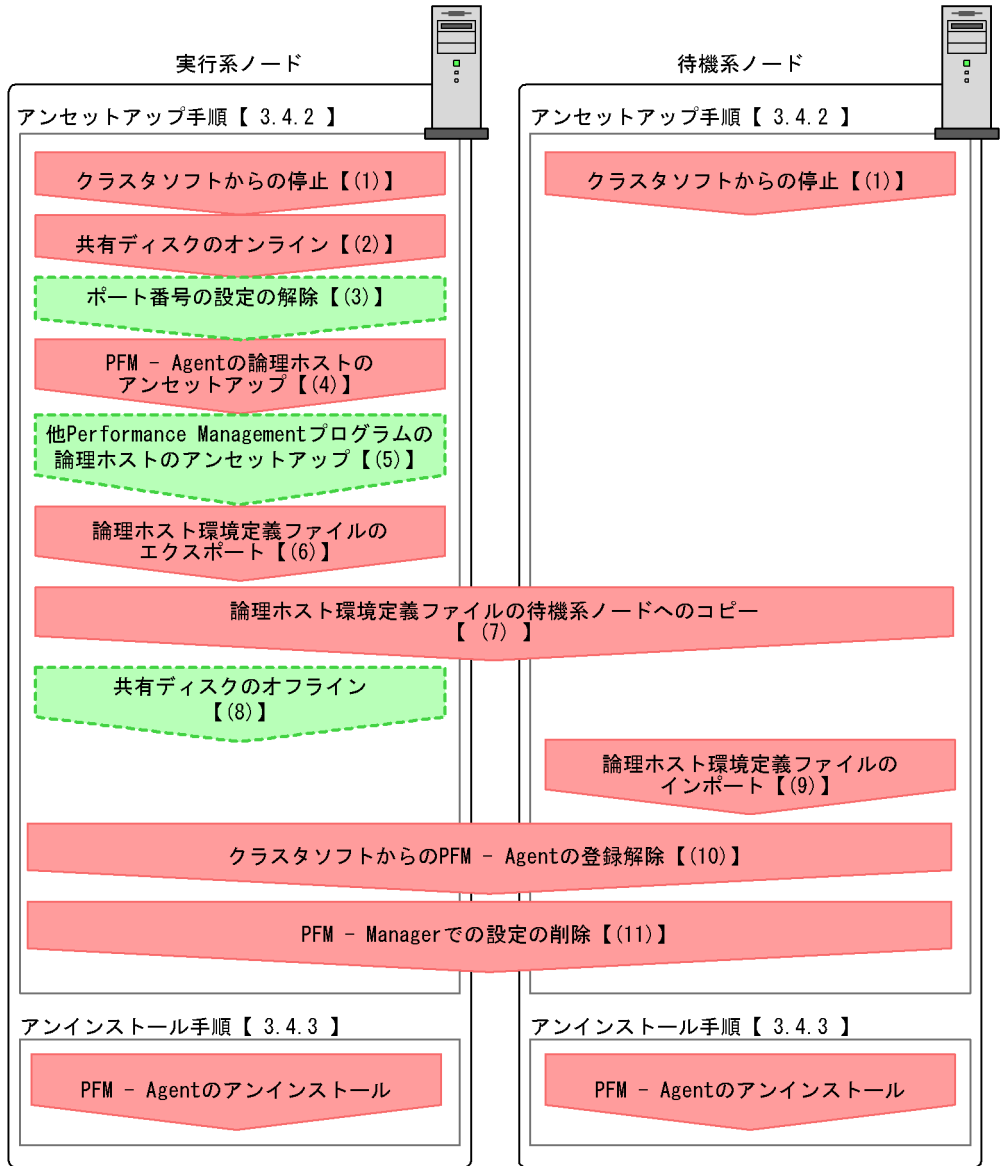 実行系ノード
待機系ノード
アンセットアップ手順【 3.4.2 】
アンセットアップ手順【 3.4.2 】
クラスタソフトからの停止【(1)】
クラスタソフトからの停止【(1)】
共有ディスクのオンライン【(2)】
ポート番号の設定の解除【(3)】
PFM － Agentの論理ホストの
アンセットアップ【(4)】
他Performance Managementプログラムの
論理ホストのアンセットアップ【(5)】
論理ホスト環境定義ファイルの
エクスポート【(6)】
論理ホスト環境定義ファイルの待機系ノードへのコピー
【 (7) 】
共有ディスクのオフライン
【(8)】
論理ホスト環境定義ファイルの
インポート【(9)】
クラスタソフトからのPFM － Agentの登録解除【(10)】
PFM － Managerでの設定の削除【(11)】
アンインストール手順【 3.4.3 】
アンインストール手順【 3.4.3 】
PFM － Agentのアンインストール
PFM － Agentのアンインストール